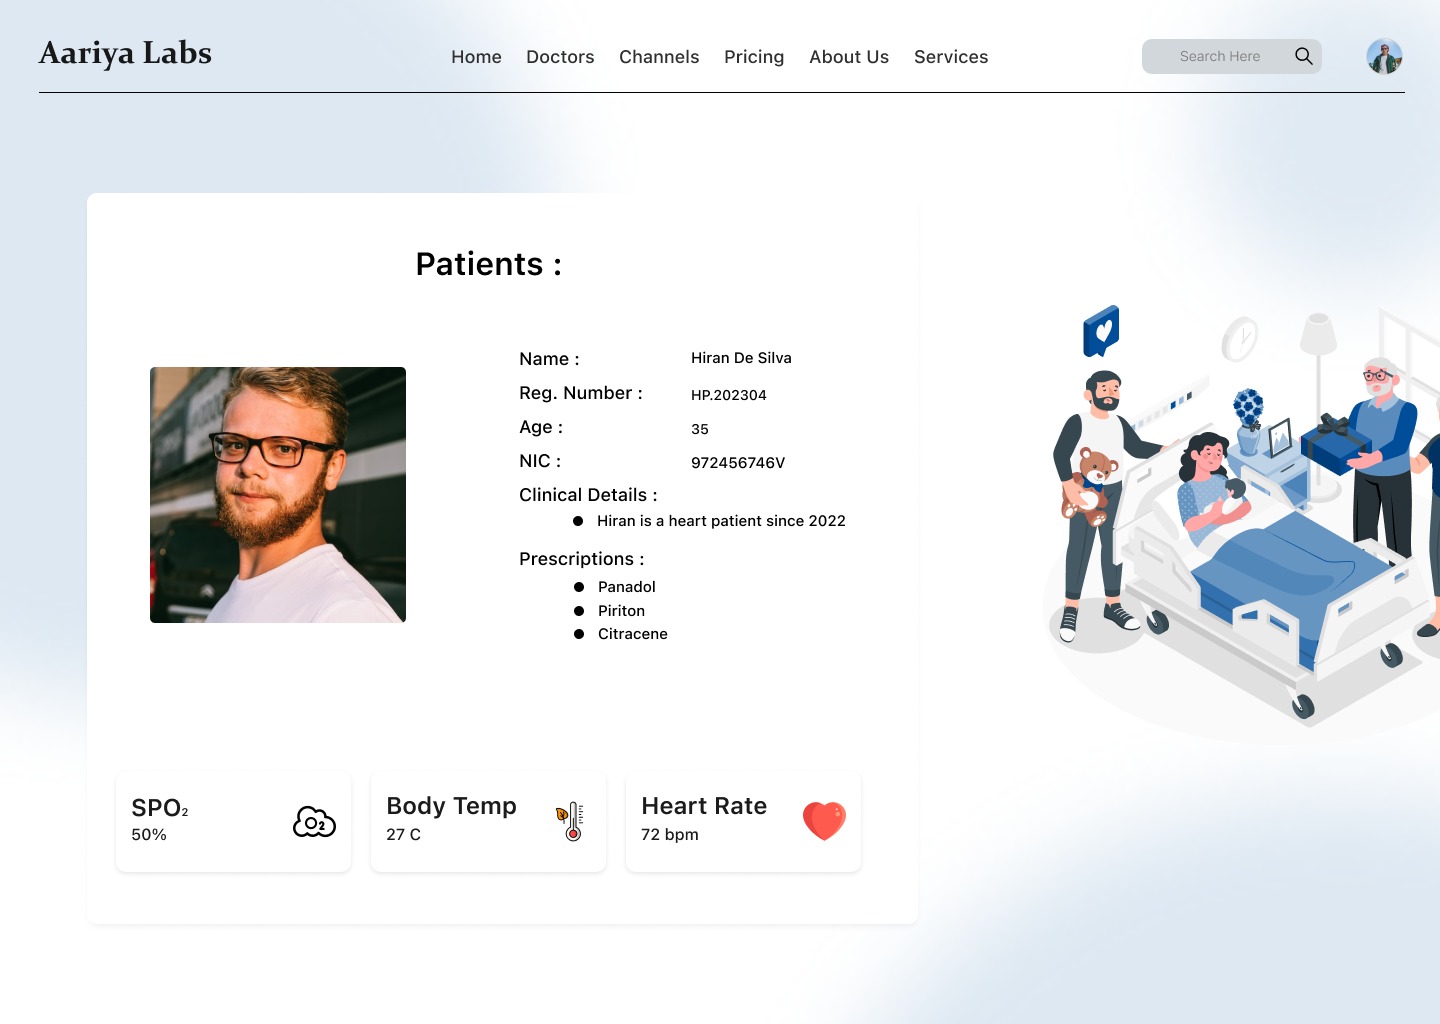 Aariya Labs
Home Doctors Channels Pricing About Us Services
Search Here
Patients :
Name : Hiran De Silva
Reg. Number : HP.202304
Age : 35
NIC : 972456746V
Clinical Details :
● Hiran is a heart patient since 2022
Prescriptions :
● Panadol
● Piriton
● Citracene
SPO₂
50%
O₂
Body Temp
27 C
Heart Rate
72 bpm